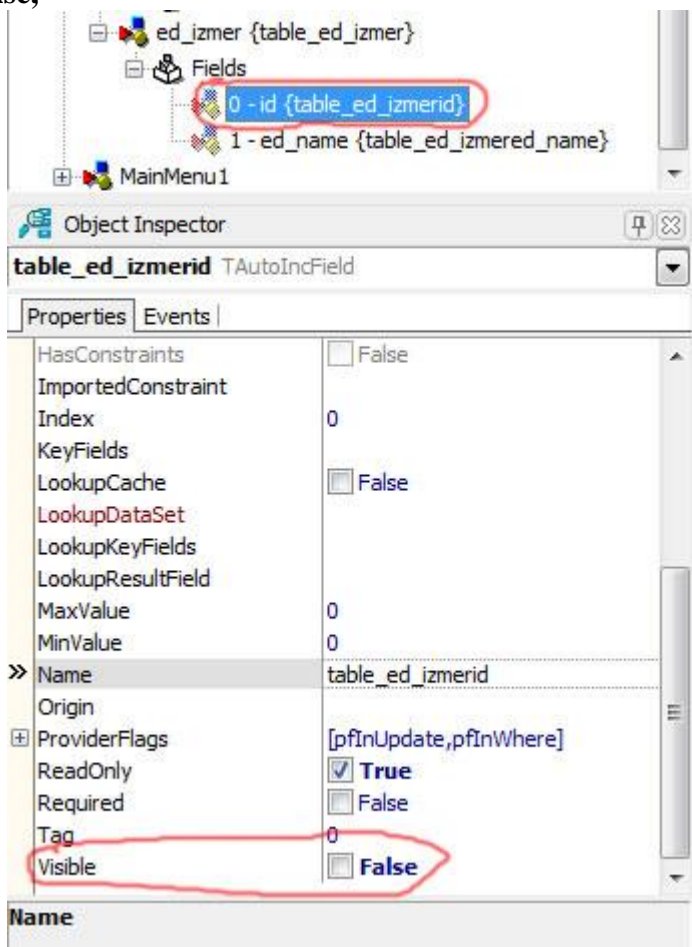 se,
ed_izmer {table_ed_izmer}
Fields
0 - id {table_ed_izmerid}
1 - ed_name {table_ed_izmered_name}
MainMenu1
Object Inspector
table_ed_izmerid TAutoIncField
Properties Events
HasConstraints False
ImportedConstraint
Index 0
KeyFields
LookupCache False
LookupDataSet
LookupKeyFields
LookupResultField
MaxValue 0
MinValue 0
Name table_ed_izmerid
Origin
ProviderFlags [pfInUpdate,pfInWhere]
ReadOnly True
Required False
Tag 0
Visible False
Name